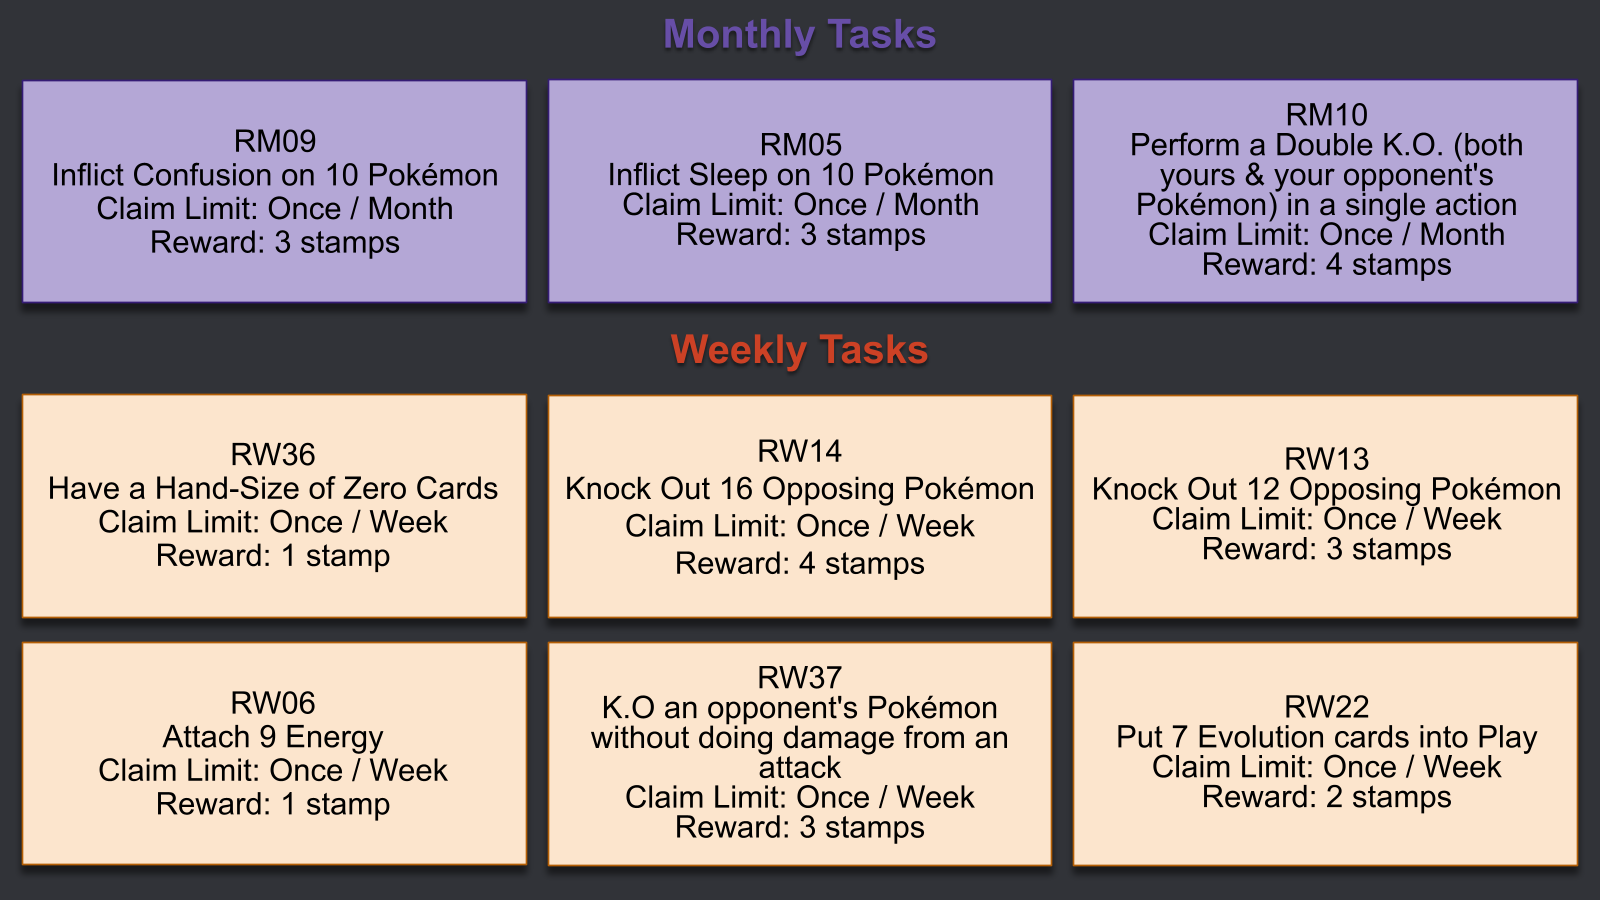 Monthly Tasks
RM09
Inflict Confusion on 10 Pokémon
Claim Limit: Once / Month
Reward: 3 stamps
RM05
Inflict Sleep on 10 Pokémon
Claim Limit: Once / Month
Reward: 3 stamps
RM10
Perform a Double K.O. (both
yours & your opponent's
Pokémon) in a single action
Claim Limit: Once / Month
Reward: 4 stamps
Weekly Tasks
RW36
Have a Hand-Size of Zero Cards
Claim Limit: Once / Week
Reward: 1 stamp
RW14
Knock Out 16 Opposing Pokémon
Claim Limit: Once / Week
Reward: 4 stamps
RW13
Knock Out 12 Opposing Pokémon
Claim Limit: Once / Week
Reward: 3 stamps
RW06
Attach 9 Energy
Claim Limit: Once / Week
Reward: 1 stamp
RW37
K.O an opponent's Pokémon
without doing damage from an
attack
Claim Limit: Once / Week
Reward: 3 stamps
RW22
Put 7 Evolution cards into Play
Claim Limit: Once / Week
Reward: 2 stamps